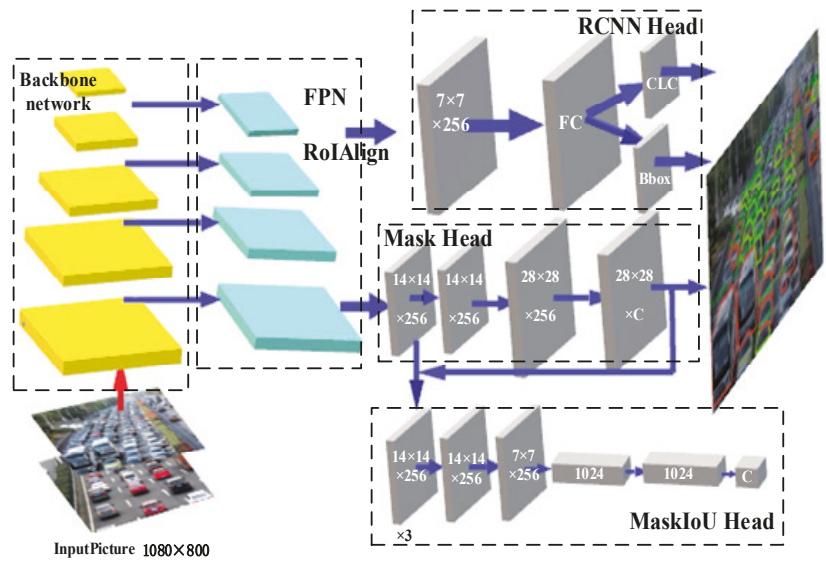 Backbone
network
FPN
RoIAlign
RCNN Head
7×7
×256
FC
CLC
Bbox
Mask Head
14×14
×256
14×14
×256
28×28
×256
28×28
×C
14×14
×256
×3
14×14
×256
7×7
×256
1024
1024
C
MaskIoU Head
InputPicture 1080×800